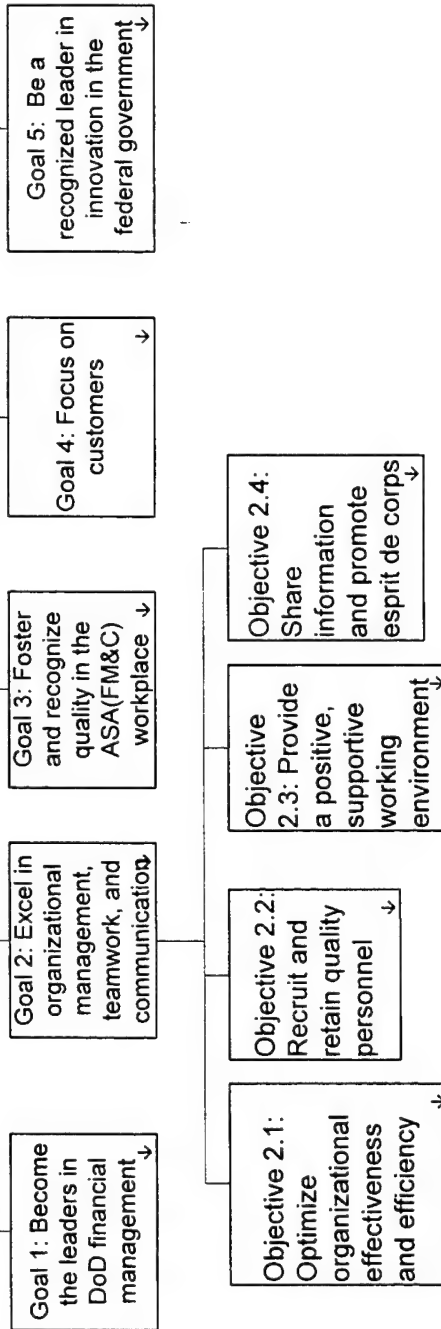 Goal 1: Become
the leaders in
DoD financial
management
Goal 2: Excel in
organizational
management,
teamwork, and
communication
Goal 3: Foster
and recognize
quality in the
ASA(FM&C)
workplace
Goal 4: Focus on
customers
Goal 5: Be a
recognized leader in
innovation in the
federal government
Objective 2.1:
Optimize
organizational
effectiveness
and efficiency
Objective 2.2:
Recruit and
retain quality
personnel
Objective
2.3: Provide
a positive,
supportive
working
environment
Objective 2.4:
Share
information
and promote
esprit de corps